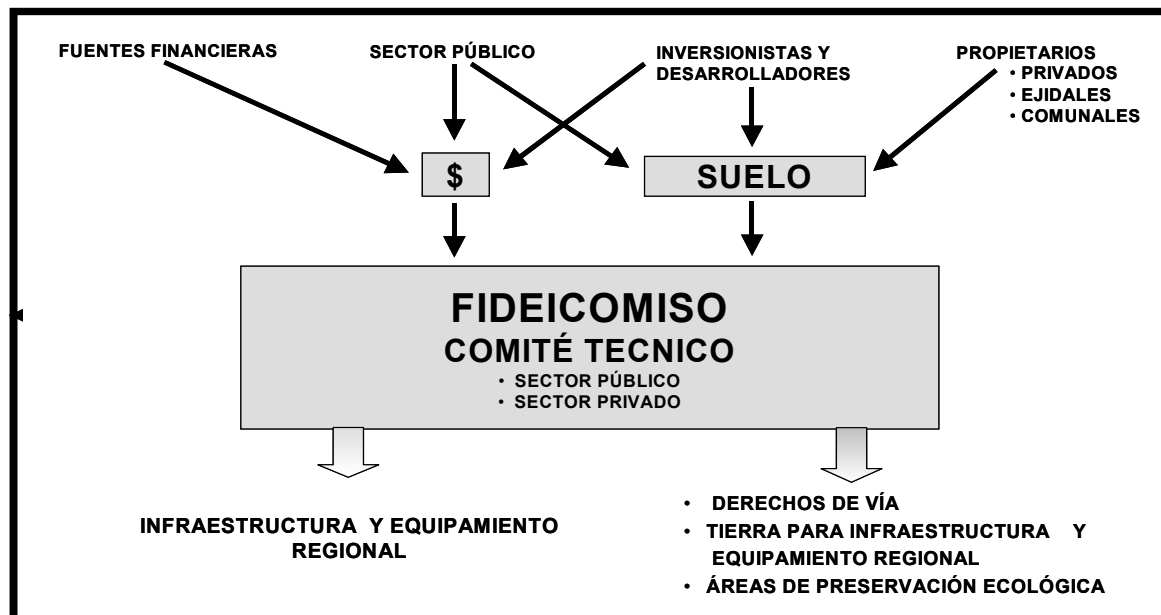 FUENTES FINANCIERAS
SECTOR PÚBLICO
INVERSIONISTAS Y
DESARROLLADORES
PROPIETARIOS
• PRIVADOS
• EJIDALES
• COMUNALES
$
SUELO
FIDEICOMISO
COMITÉ TECNICO
• SECTOR PÚBLICO
• SECTOR PRIVADO
INFRAESTRUCTURA Y EQUIPAMIENTO
REGIONAL
• DERECHOS DE VÍA
• TIERRA PARA INFRAESTRUCTURA Y
EQUIPAMIENTO REGIONAL
• ÁREAS DE PRESERVACIÓN ECOLÓGICA